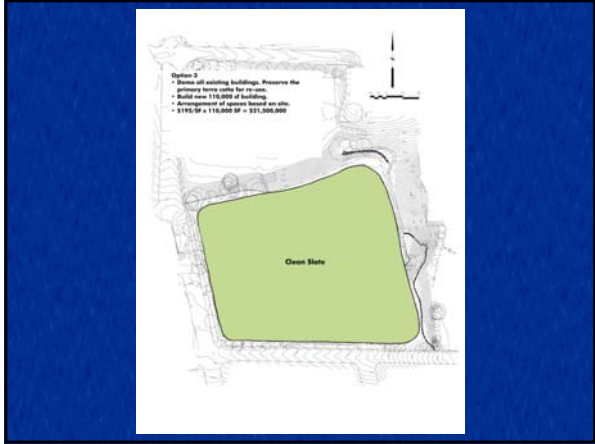 Option 3
• Demo all existing buildings. Preserve the
primary terra cotta for re-use.
• Build new 110,000 sf building.
• Arrangement of spaces based on site.
• $195/SF x 110,000 SF = $21,500,000
Clean Slate